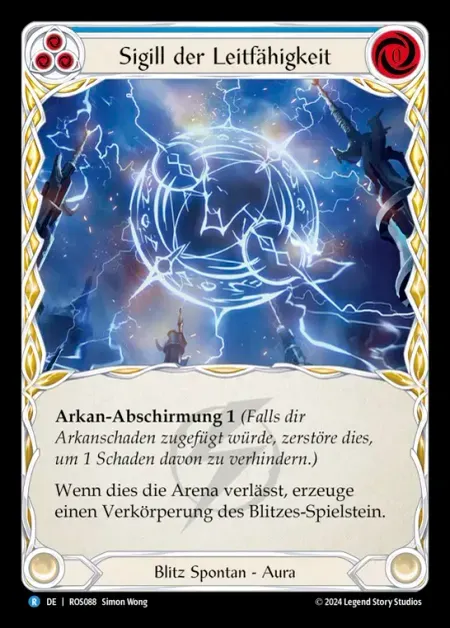 Sigill der Leitfähigkeit
0
Arkan-Abschirmung 1 (Falls dir
Arkanschaden zugefügt würde, zerstöre dies,
um 1 Schaden davon zu verhindern.)
Wenn dies die Arena verlässt, erzeuge
einen Verkörperung des Blitzes-Spielstein.
Blitz Spontan - Aura
R DE | ROS088 Simon Wong © 2024 Legend Story Studios